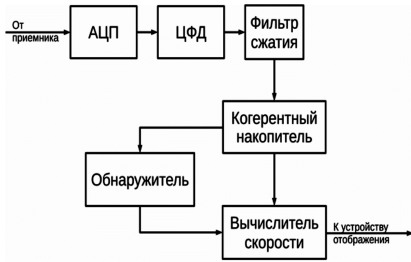 От
приемника
АЦП
ЦФД
Фильтр
сжатия
Когерентный
накопитель
Обнаружитель
Вычислитель
скорости
К устройству
отображения